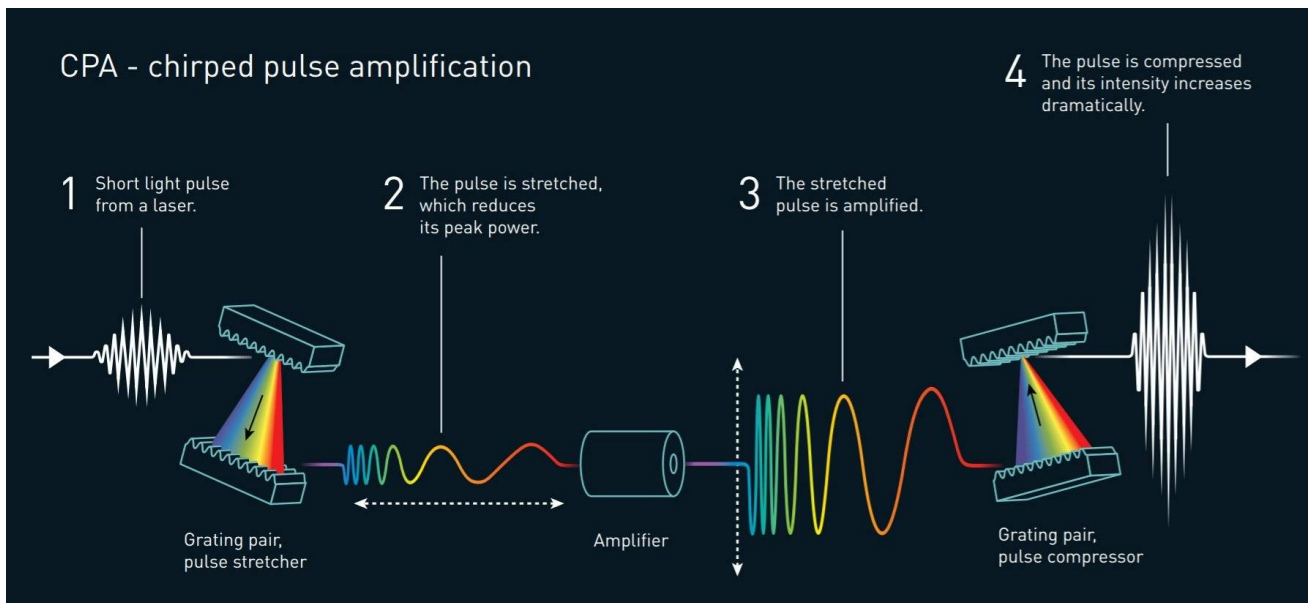 CPA - chirped pulse amplification
1
Short light pulse
from a laser.
2
The pulse is stretched,
which reduces
its peak power.
3
The stretched
pulse is amplified.
4
The pulse is compressed
and its intensity increases
dramatically.
Grating pair,
pulse stretcher
Amplifier
Grating pair,
pulse compressor